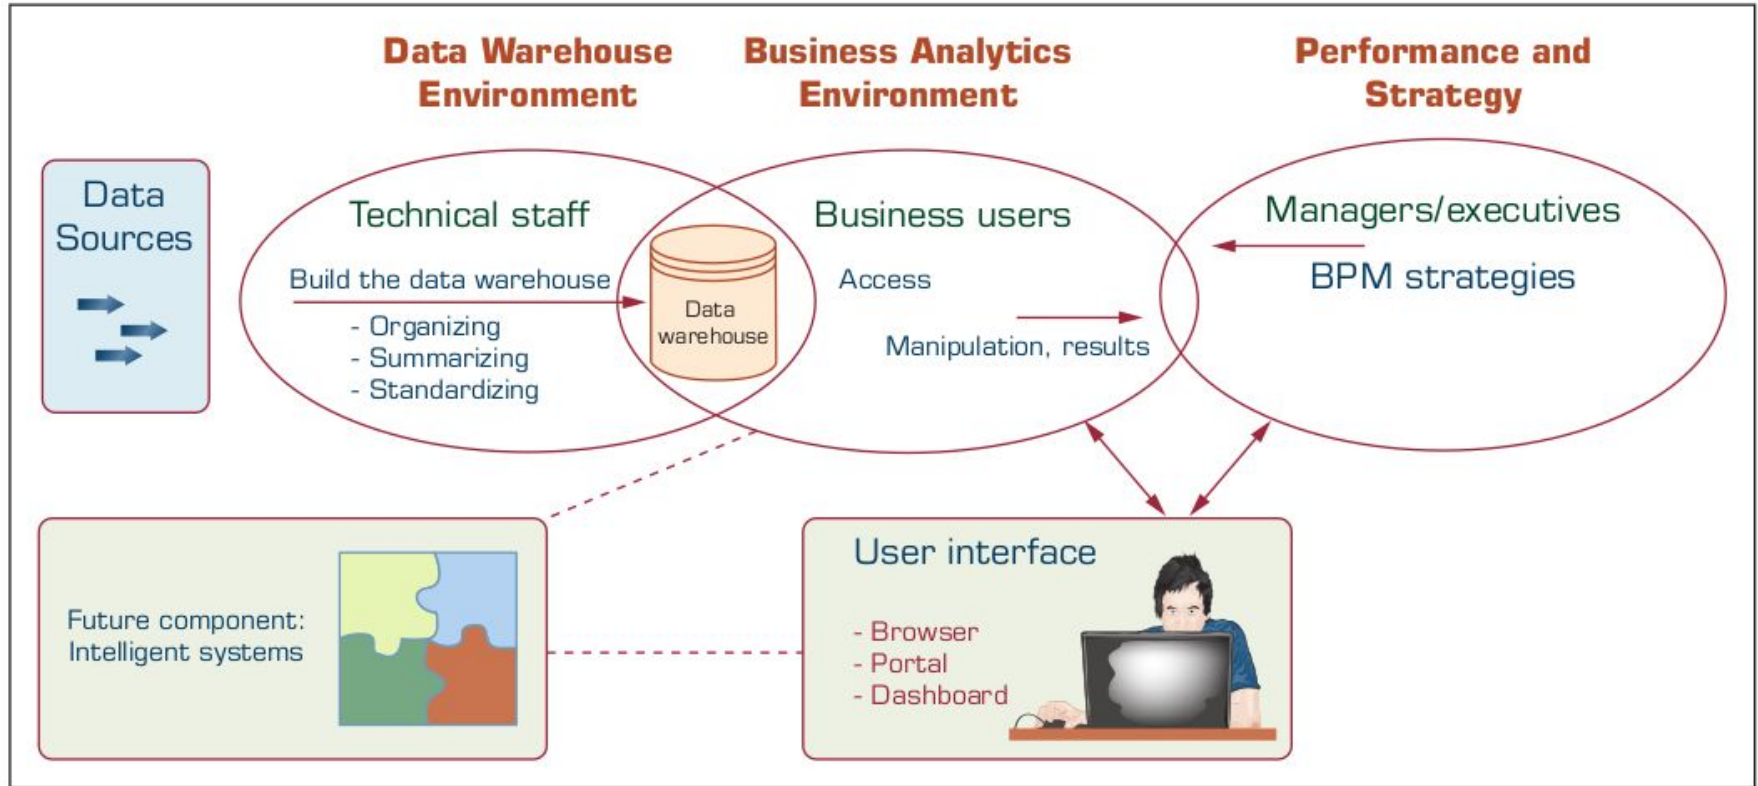 Data Warehouse
Environment
Business Analytics
Environment
Performance and
Strategy
Data
Sources
Technical staff
Build the data warehouse
- Organizing
- Summarizing
- Standardizing
Data
warehouse
Business users
Access
Manipulation, results
Managers/executives
BPM strategies
Future component:
Intelligent systems
User interface
- Browser
- Portal
- Dashboard